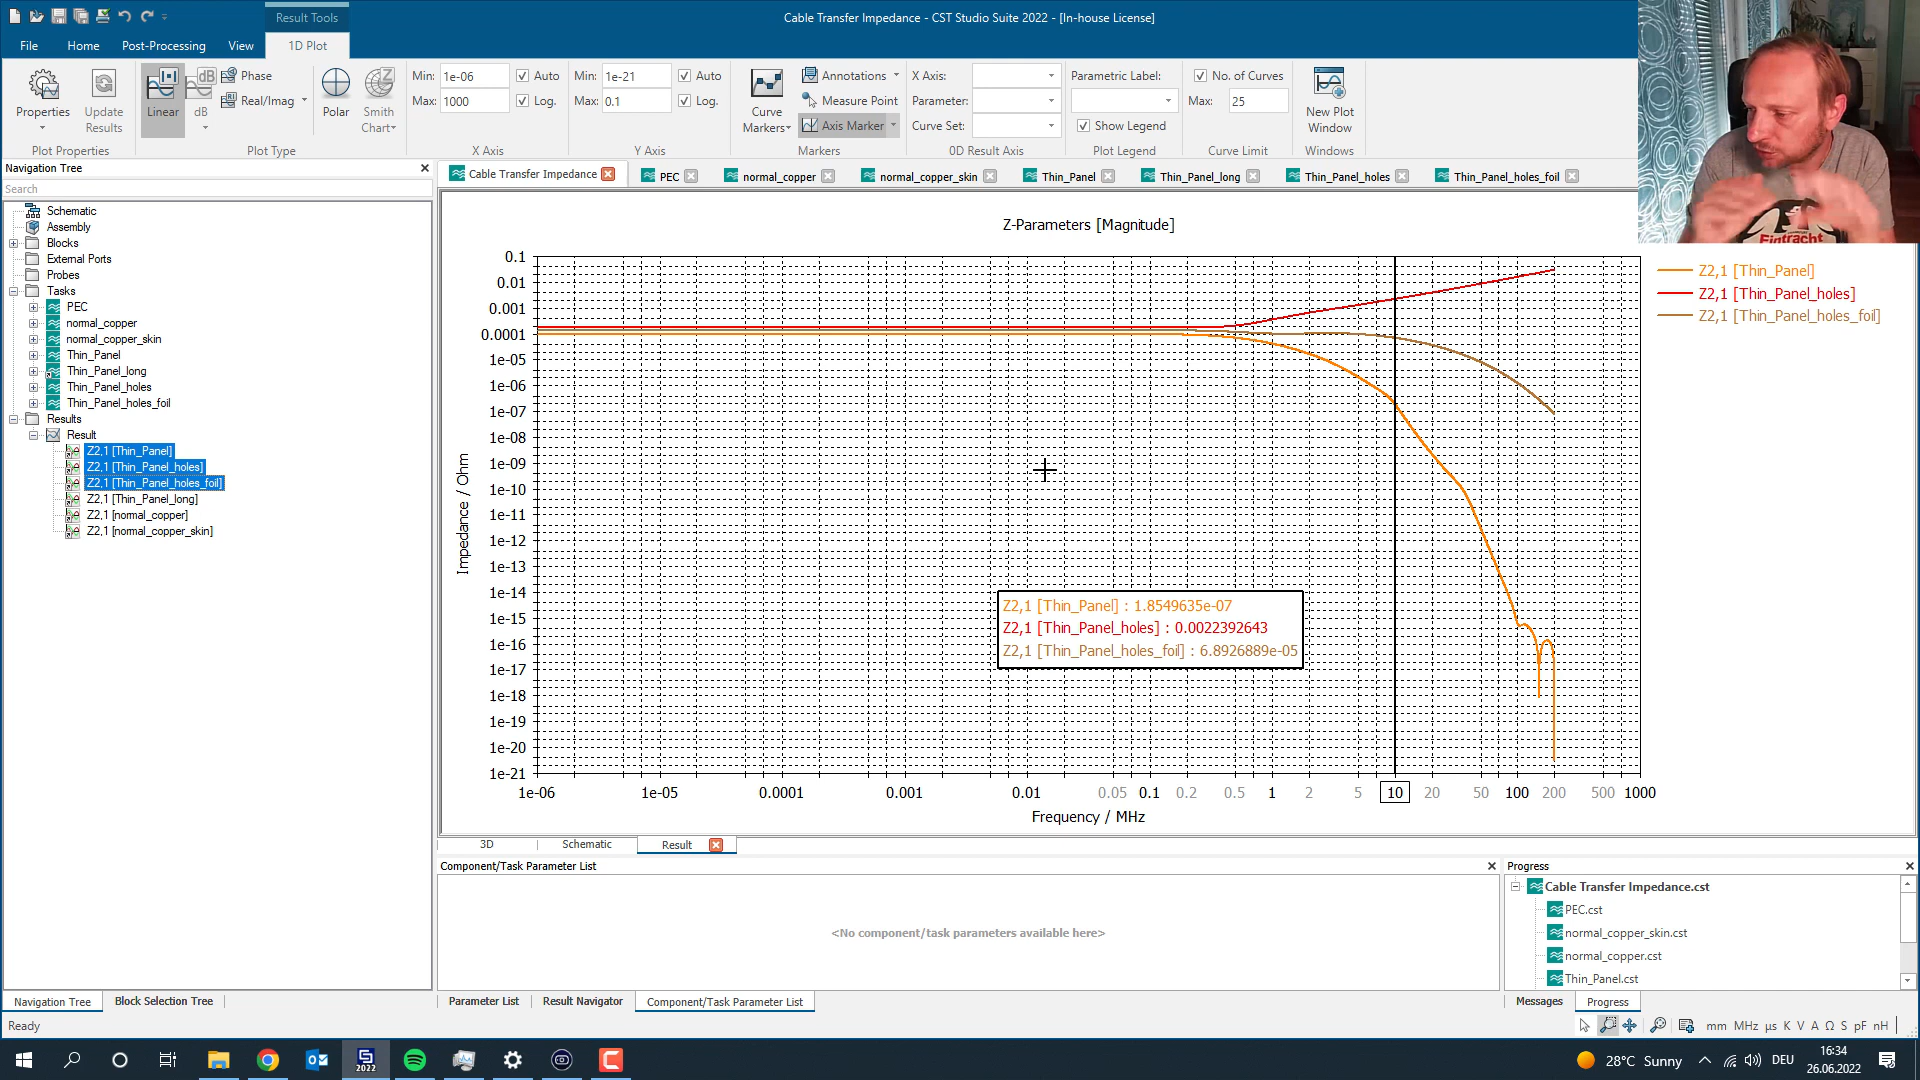 Result Tools
Cable Transfer Impedance - CST Studio Suite 2022 - [In-house License]
File Home Post-Processing View 1D Plot
Properties
Update Results
Linear
dB
Phase
Real/Imag
Polar
Smith Chart
Min: 1e-06 Auto
Max: 1000 Log.
Min: 1e-21 Auto
Max: 0.1 Log.
Curve Markers
Annotations
Measure Point
Axis Marker
X Axis:
Parameter:
Curve Set:
Parametric Label:
Show Legend
No. of Curves
Max: 25
New Plot Window
Plot Properties Plot Type X Axis Y Axis Markers 0D Result Axis Plot Legend Curve Limit Windows
Navigation Tree
Search
Schematic
Assembly
Blocks
External Ports
Probes
Tasks
PEC
normal_copper
normal_copper_skin
Thin_Panel
Thin_Panel_long
Thin_Panel_holes
Thin_Panel_holes_foil
Results
Result
Z2,1 [Thin_Panel]
Z2,1 [Thin_Panel_holes]
Z2,1 [Thin_Panel_holes_foil]
Z2,1 [Thin_Panel_long]
Z2,1 [normal_copper]
Z2,1 [normal_copper_skin]
Cable Transfer Impedance PEC normal_copper normal_copper_skin Thin_Panel Thin_Panel_long Thin_Panel_holes Thin_Panel_holes_foil
Eintracht
Z-Parameters [Magnitude]
Z2,1 [Thin_Panel]
Z2,1 [Thin_Panel_holes]
Z2,1 [Thin_Panel_holes_foil]
Impedance / Ohm
0.1
0.01
0.001
0.0001
1e-05
1e-06
1e-07
1e-08
1e-09
1e-10
1e-11
1e-12
1e-13
1e-14
1e-15
1e-16
1e-17
1e-18
1e-19
1e-20
1e-21
Z2,1 [Thin_Panel] : 1.8549635e-07
Z2,1 [Thin_Panel_holes] : 0.0022392643
Z2,1 [Thin_Panel_holes_foil] : 6.8926889e-05
1e-06 1e-05 0.0001 0.001 0.01 0.05 0.1 0.2 0.5 1 2 5 10 20 50 100 200 500 1000
Frequency / MHz
3D Schematic Result
Component/Task Parameter List
<No component/task parameters available here>
Progress
Cable Transfer Impedance.cst
PEC.cst
normal_copper_skin.cst
normal_copper.cst
Thin_Panel.cst
Navigation Tree Block Selection Tree
Parameter List Result Navigator Component/Task Parameter List
Messages Progress
Ready
mm MHz µs K V A Ω S pF nH
2022
28°C Sunny
DEU
16:34
26.06.2022